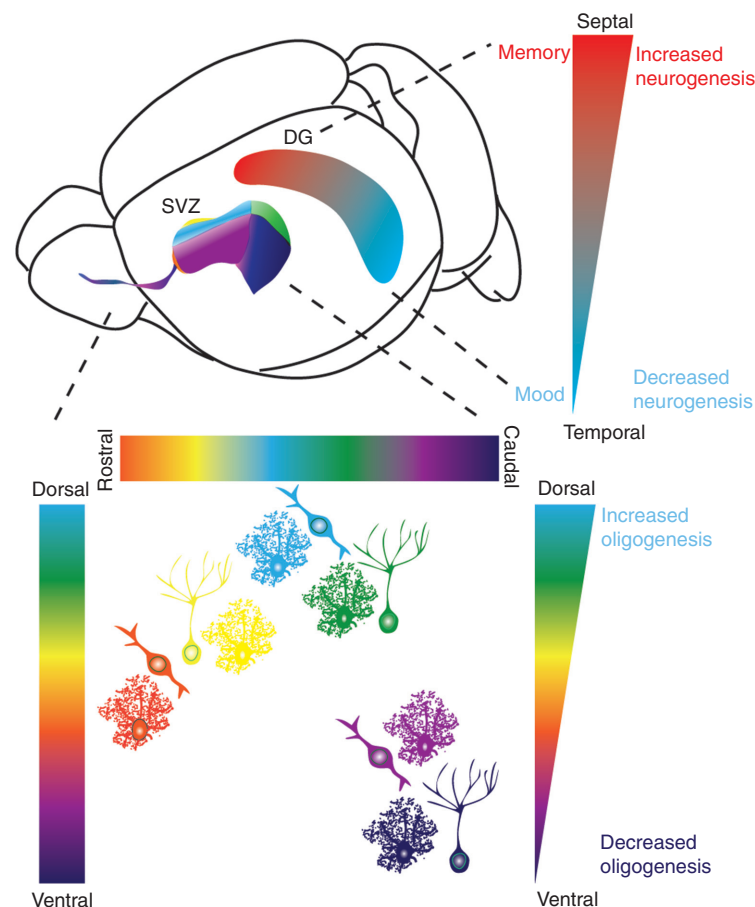 Septal
Memory
Increased
neurogenesis
DG
SVZ
Mood
Decreased
neurogenesis
Temporal
Rostral
Caudal
Dorsal
Dorsal
Increased
oligogenesis
Decreased
oligogenesis
Ventral
Ventral